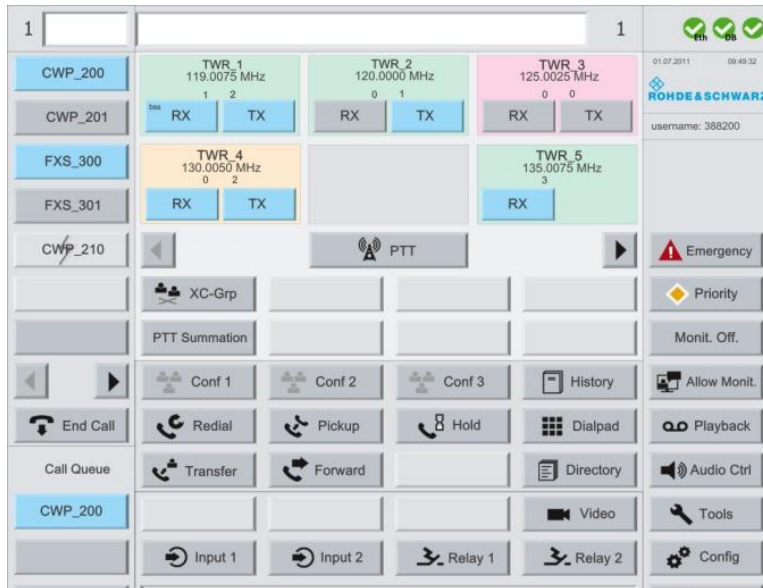 1
1
Eth
DB
CWP_200
CWP_201
FXS_300
FXS_301
CWP_210
End Call
Call Queue
CWP_200
TWR_1
119.0075 MHz
1 2
bss
RX TX
TWR_2
120.0000 MHz
0 1
RX TX
TWR_3
125.0025 MHz
0 0
RX TX
TWR_4
130.0050 MHz
0 2
RX TX
TWR_5
135.0075 MHz
3
RX
PTT
XC-Grp
PTT Summation
Conf 1 Conf 2 Conf 3 History
Redial Pickup Hold Dialpad
Transfer Forward Directory
Video
Input 1 Input 2 Relay 1 Relay 2
01.07.2011 09:49:32
ROHDE&SCHWARZ
username: 388200
Emergency
Priority
Monit. Off.
Allow Monit.
Playback
Audio Ctrl
Tools
Config